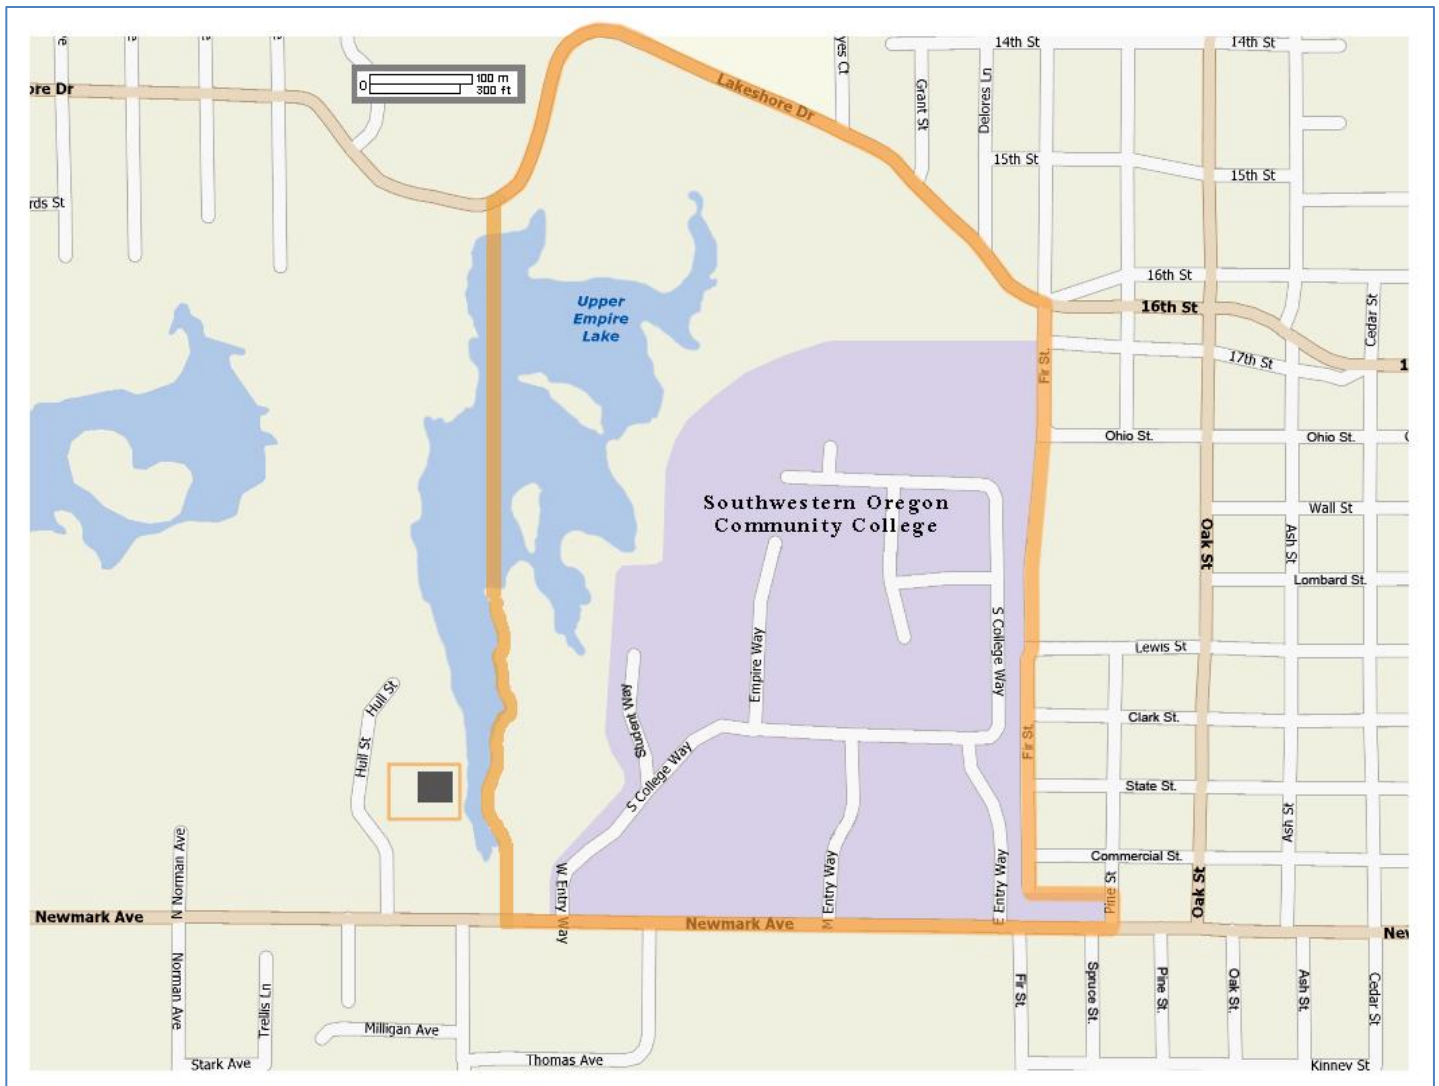 14th St
14th St
100 m
0
300 ft
Lakeshore Dr
Grant St
Delores Ln
15th St
15th St
16th St
Upper
Empire
Lake
16th St
Cedar St
17th St
Fir St.
Ohio St.
Ohio St.
Southwestern Oregon
Community College
Wall St
Oak St
Ash St
Lombard St.
S College Way
Empire Way
Lewis St
Hull St
Student Way
Clark St.
Hull St
Fir St.
S College Way
State St.
Ash St
N Norman Ave
Commercial St.
W Entry Way
M Entry Way
E Entry Way
Pine St
Oak St
Newmark Ave
Newmark Ave
Norman Ave
Trellis Ln
Fir St.
Spruce St.
Pine St.
Oak St.
Ash St.
Cedar St
Milligan Ave
Thomas Ave
Stark Ave
Kinney St